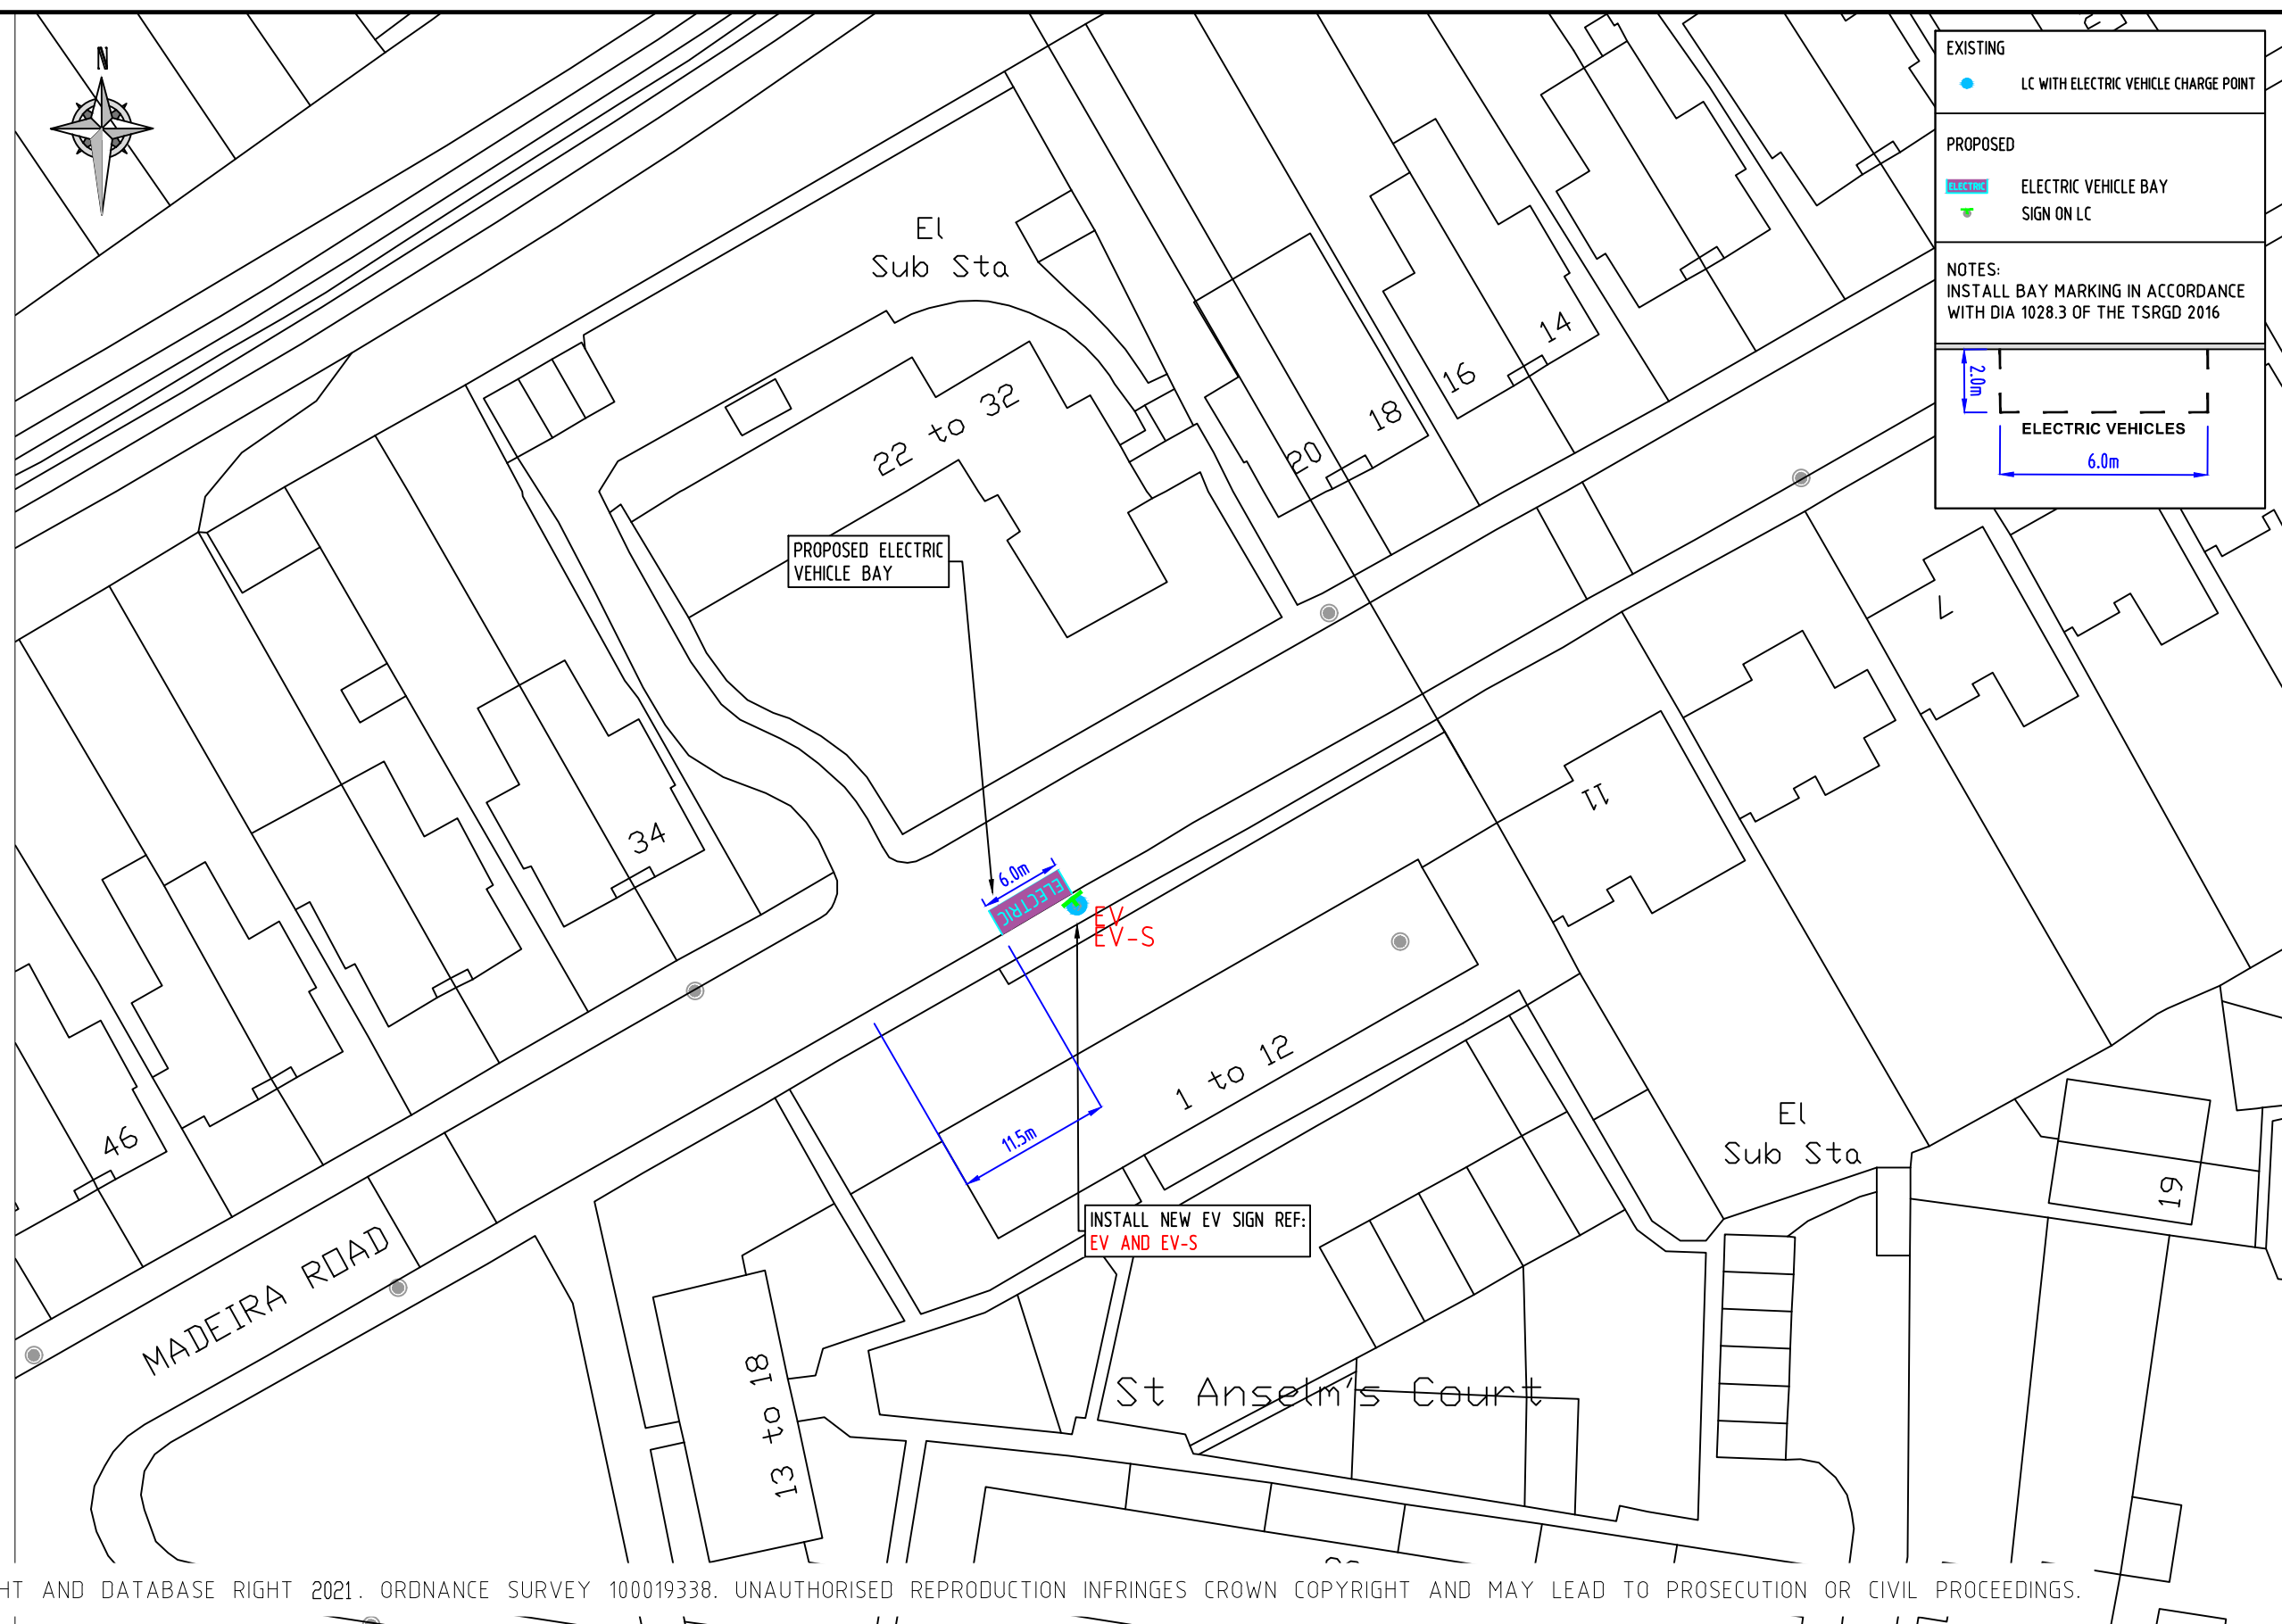 N
EXISTING
LC WITH ELECTRIC VEHICLE CHARGE POINT
PROPOSED
ELECTRIC
ELECTRIC VEHICLE BAY
SIGN ON LC
NOTES:
INSTALL BAY MARKING IN ACCORDANCE
WITH DIA 1028.3 OF THE TSRGD 2016
2.0m
ELECTRIC VEHICLES
6.0m
El
Sub Sta
22 to 32
20
18
16
14
7
11
PROPOSED ELECTRIC
VEHICLE BAY
34
6.0m
ELECTRIC
EV
EV-S
46
1 to 12
11.5m
El
Sub Sta
19
INSTALL NEW EV SIGN REF:
EV AND EV-S
MADEIRA ROAD
13 to 18
St Anselm's Court
HT AND DATABASE RIGHT 2021. ORDNANCE SURVEY 100019338. UNAUTHORISED REPRODUCTION INFRINGES CROWN COPYRIGHT AND MAY LEAD TO PROSECUTION OR CIVIL PROCEEDINGS.